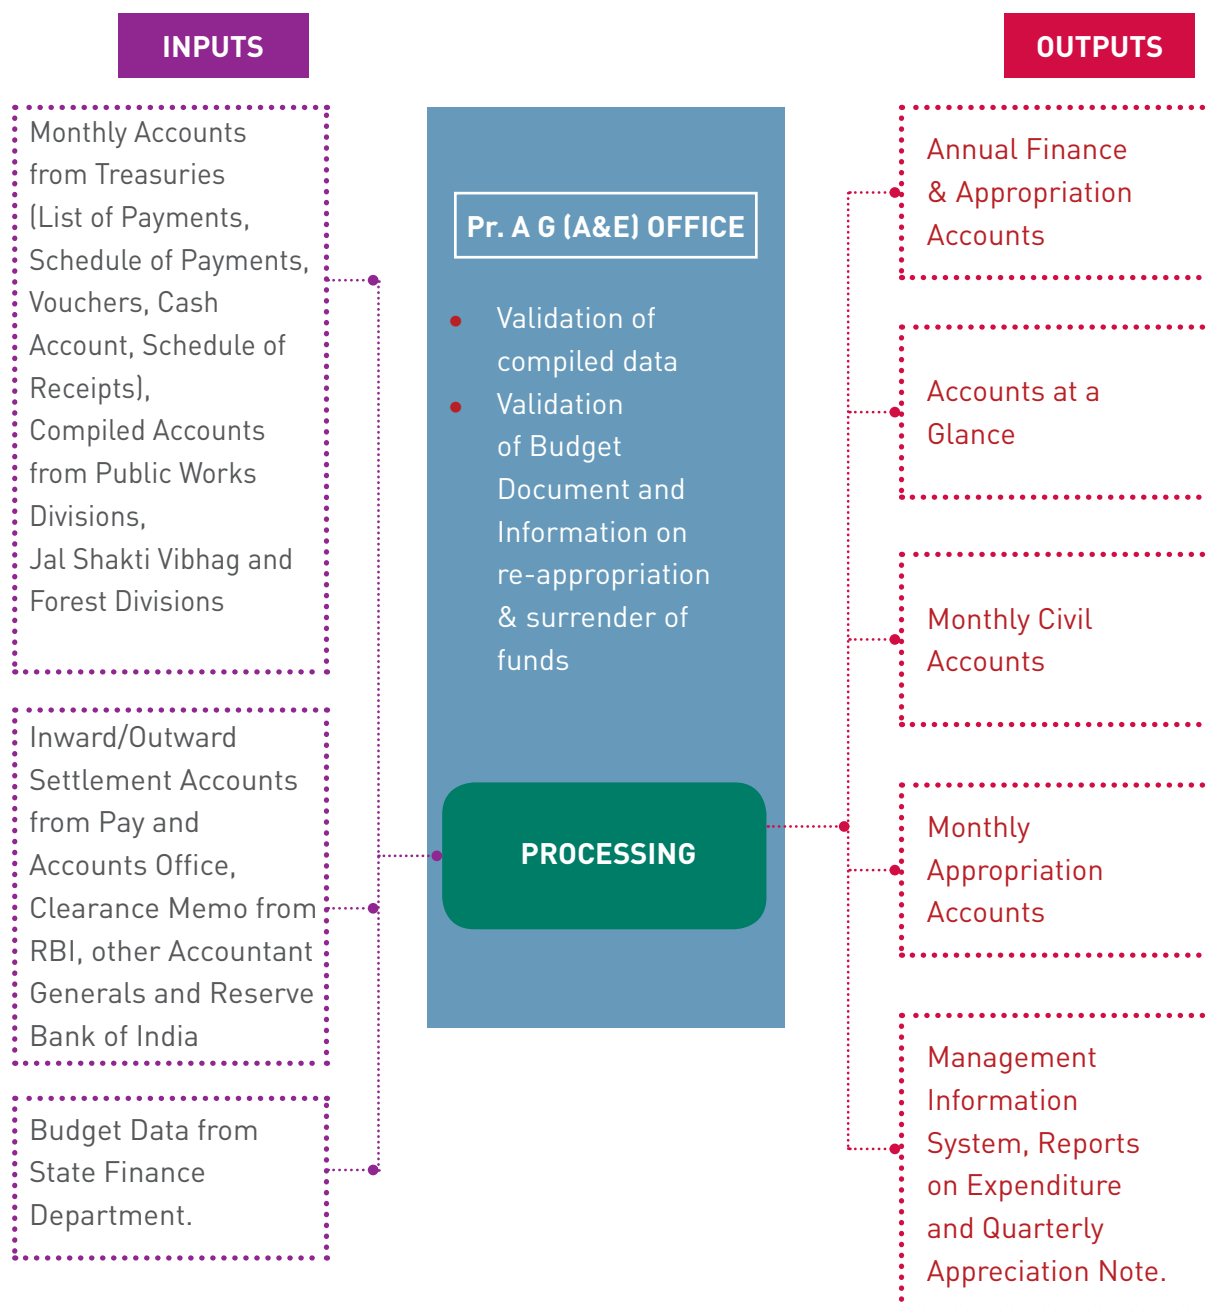 INPUTS
Monthly Accounts
from Treasuries
(List of Payments,
Schedule of Payments,
Vouchers, Cash
Account, Schedule of
Receipts),
Compiled Accounts
from Public Works
Divisions,
Jal Shakti Vibhag and
Forest Divisions
Inward/Outward
Settlement Accounts
from Pay and
Accounts Office,
Clearance Memo from
RBI, other Accountant
Generals and Reserve
Bank of India
Budget Data from
State Finance
Department.
Pr. A G (A&E) OFFICE
Validation of
compiled data
Validation
of Budget
Document and
Information on
re-appropriation
& surrender of
funds
PROCESSING
OUTPUTS
Annual Finance
& Appropriation
Accounts
Accounts at a
Glance
Monthly Civil
Accounts
Monthly
Appropriation
Accounts
Management
Information
System, Reports
on Expenditure
and Quarterly
Appreciation Note.